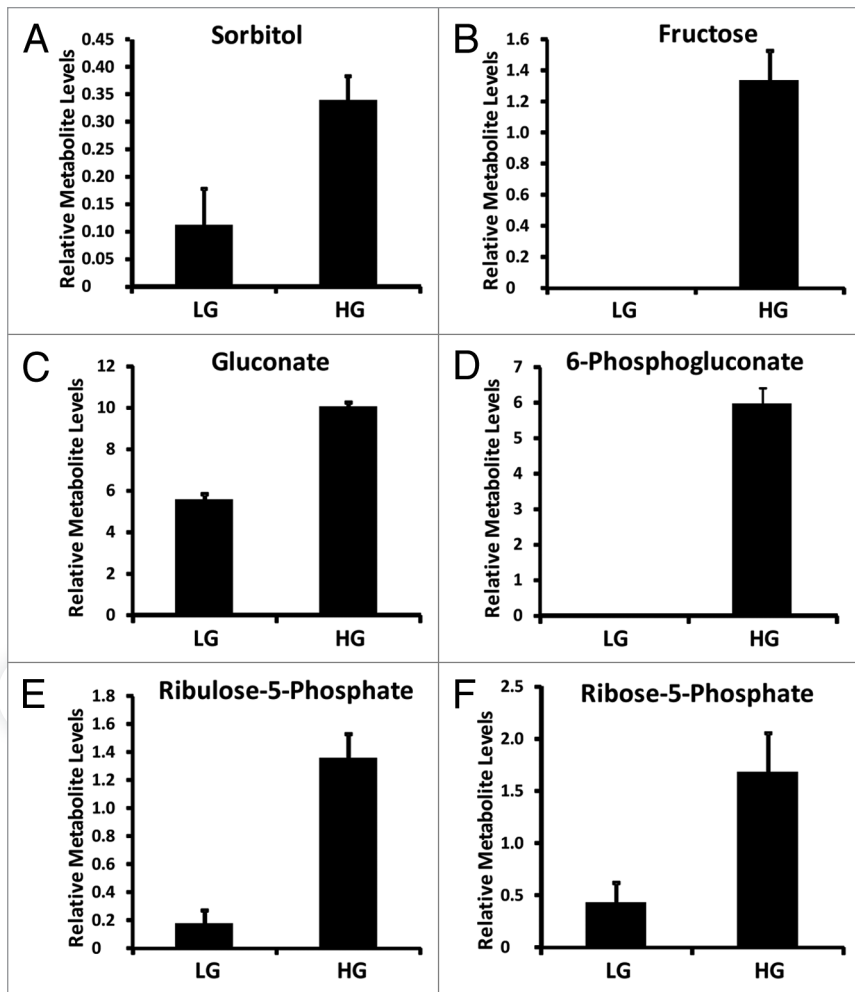 A
Sorbitol
Relative Metabolite Levels
0.45
0.40
0.35
0.30
0.25
0.20
0.15
0.10
0.05
0
LG HG
B
Fructose
Relative Metabolite Levels
1.6
1.4
1.2
1.0
0.8
0.6
0.4
0.2
0
LG HG
C
Gluconate
Relative Metabolite Levels
12
10
8
6
4
2
0
LG HG
D
6-Phosphogluconate
Relative Metabolite Levels
7
6
5
4
3
2
1
0
LG HG
E
Ribulose-5-Phosphate
Relative Metabolite Levels
1.8
1.6
1.4
1.2
1.0
0.8
0.6
0.4
0.2
0
LG HG
F
Ribose-5-Phosphate
Relative Metabolite Levels
2.5
2.0
1.5
1.0
0.5
0
LG HG